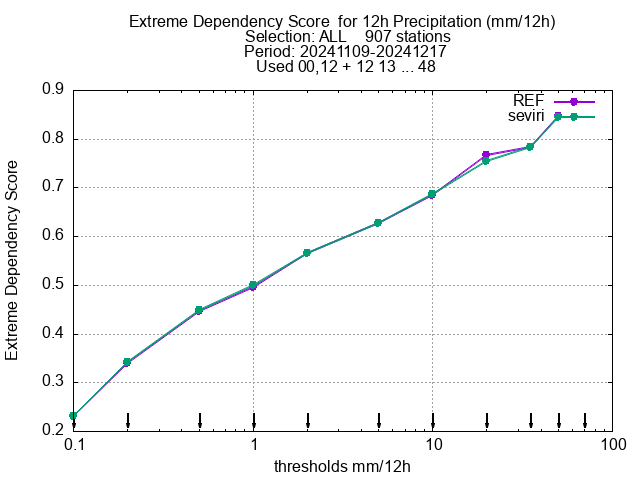 Extreme Dependency Score  for 12h Precipitation (mm/12h)
Selection: ALL    907 stations
Period: 20241109-20241217
Used 00,12 + 12 13 ... 48
REF
seviri
Extreme Dependency Score
0.9
0.8
0.7
0.6
0.5
0.4
0.3
0.2
0.1 1 10 100
thresholds mm/12h